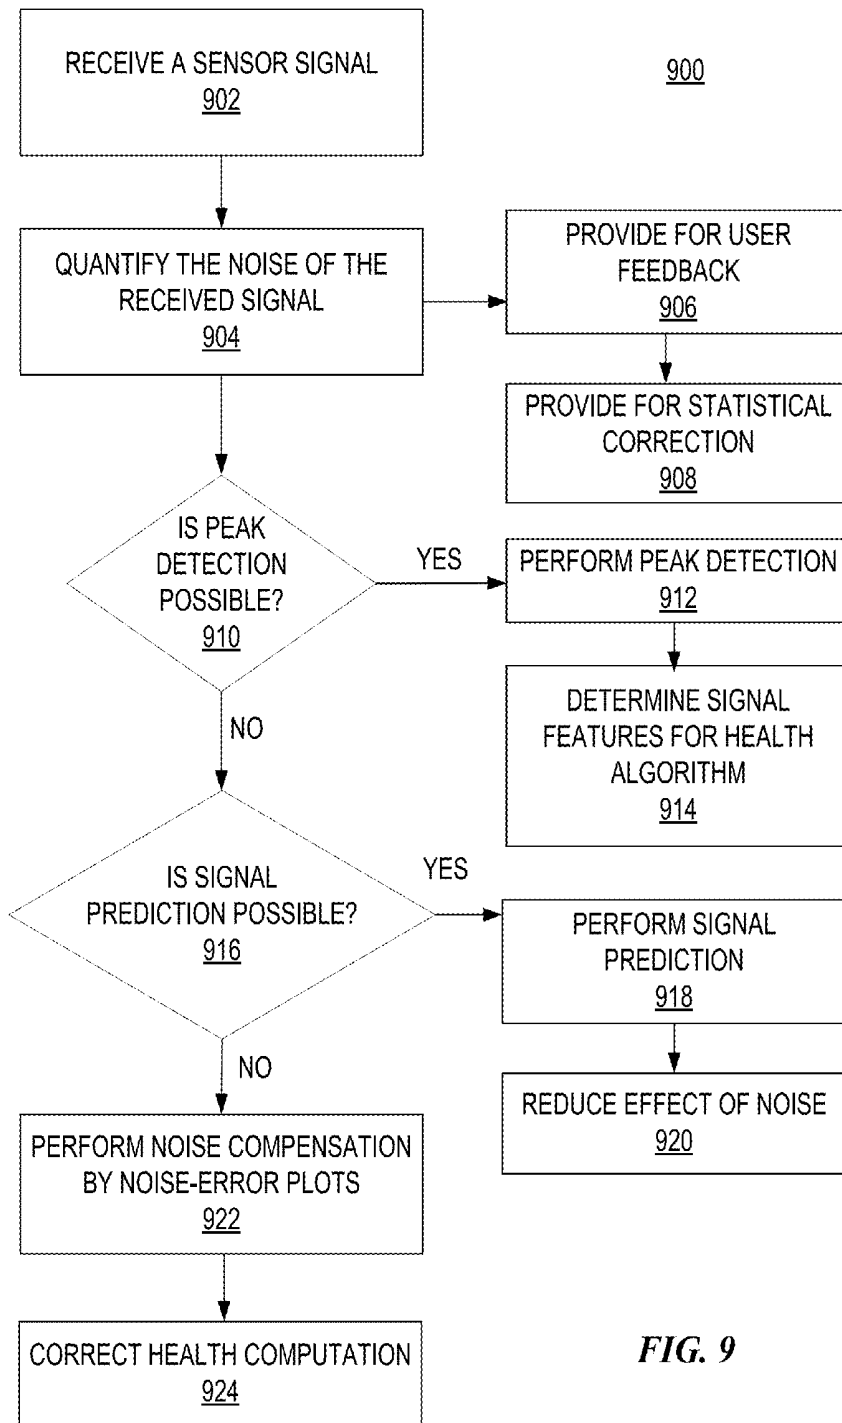 RECEIVE A SENSOR SIGNAL
902
900
QUANTIFY THE NOISE OF THE
RECEIVED SIGNAL
904
PROVIDE FOR USER
FEEDBACK
906
PROVIDE FOR STATISTICAL
CORRECTION
908
IS PEAK
DETECTION
POSSIBLE?
910
YES
PERFORM PEAK DETECTION
912
DETERMINE SIGNAL
FEATURES FOR HEALTH
ALGORITHM
914
NO
IS SIGNAL
PREDICTION POSSIBLE?
916
YES
PERFORM SIGNAL
PREDICTION
918
REDUCE EFFECT OF NOISE
920
NO
PERFORM NOISE COMPENSATION
BY NOISE-ERROR PLOTS
922
CORRECT HEALTH COMPUTATION
924
FIG. 9